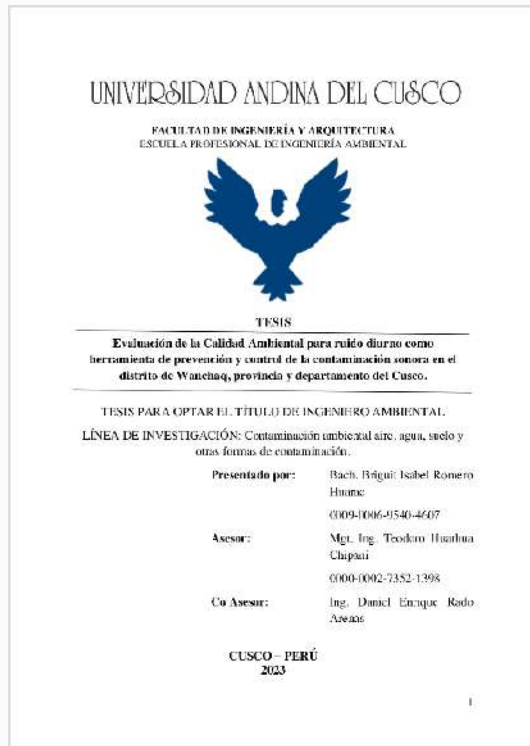 UNIVERSIDAD ANDINA DEL CUSCO
FACULTAD DE INGENIERÍA Y ARQUITECTURA
ESCUELA PROFESIONAL DE INGENIERÍA AMBIENTAL
TESIS
Evaluación de la Calidad Ambiental para ruido diurno como
herramienta de prevención y control de la contaminación sonora en el
distrito de Wanchaq, provincia y departamento del Cusco.
TESIS PARA OPTAR EL TÍTULO DE INGENIERO AMBIENTAL
LÍNEA DE INVESTIGACIÓN: Contaminación ambiental aire, agua, suelo y
otras formas de contaminación.
Presentado por: Bach. Briguit Isabel Romero
0009-0006-9540-4607
Asesor: Mgt. Ing. Teodoro Huarhua
Chipani
0000-0002-7352-1398
Co Asesor: Ing. Daniel Enrique Rado
Arenas
CUSCO – PERÚ
2023
1